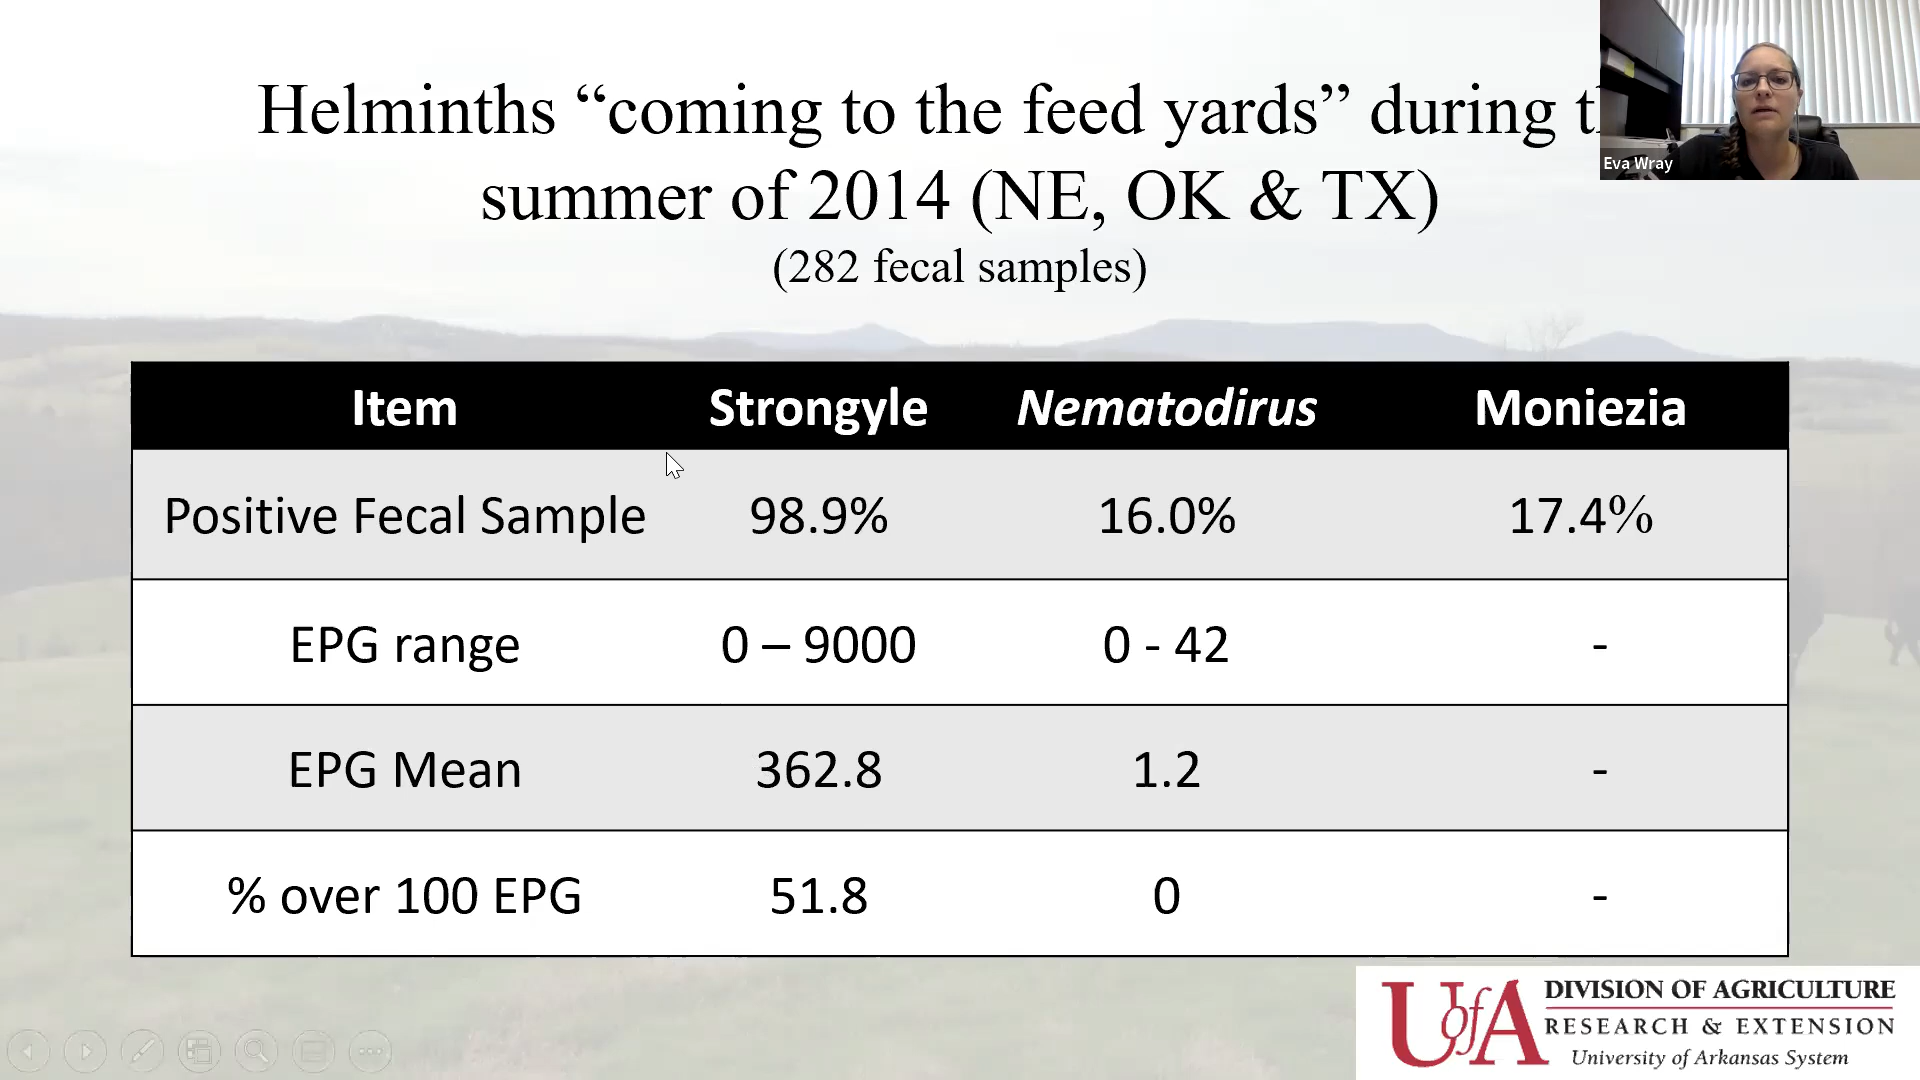 Helminths “coming to the feed yards” during
summer of 2014 (NE, OK & TX)
(282 fecal samples)
Eva Wray
Item Strongyle Nematodirus Moniezia
Positive Fecal Sample 98.9% 16.0% 17.4%
EPG range 0 – 9000 0 - 42 -
EPG Mean 362.8 1.2 -
% over 100 EPG 51.8 0 -
UofA
DIVISION OF AGRICULTURE
RESEARCH & EXTENSION
University of Arkansas System